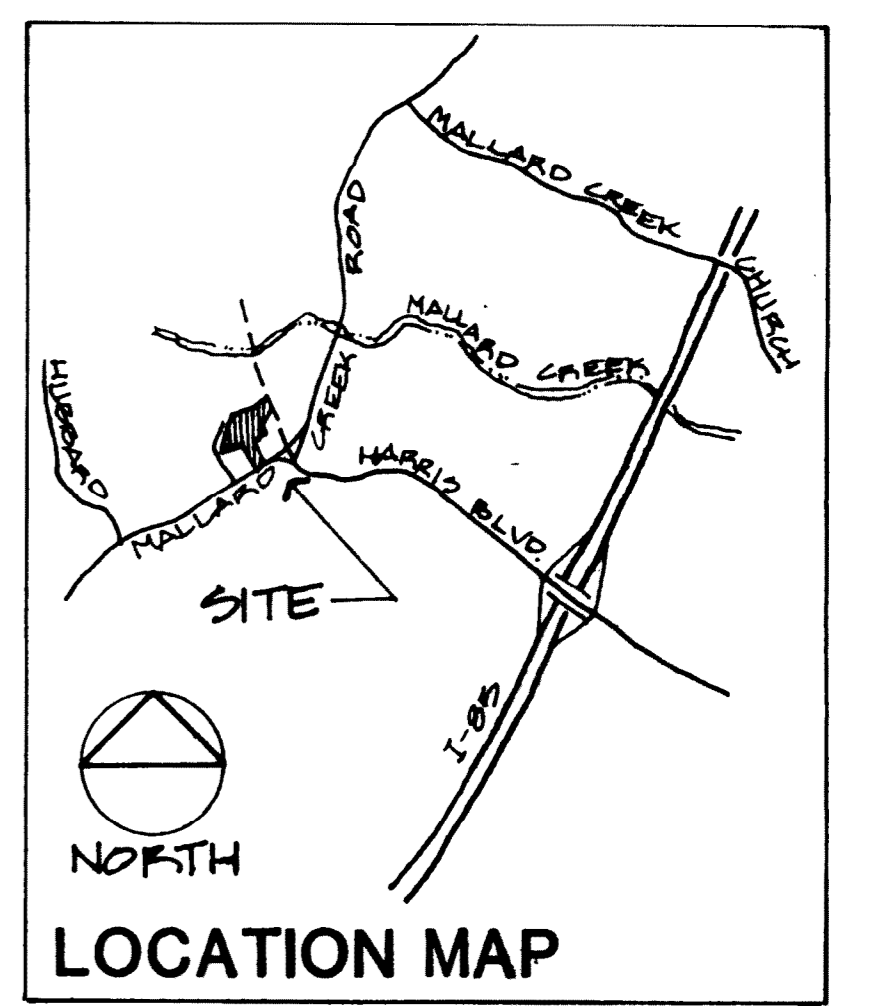 MALLARD CREEK
CHURCH
MALLARD CREEK ROAD
MALLARD CREEK
HUBBARD
HARRIS BLVD.
SITE
I-85
NORTH
LOCATION MAP